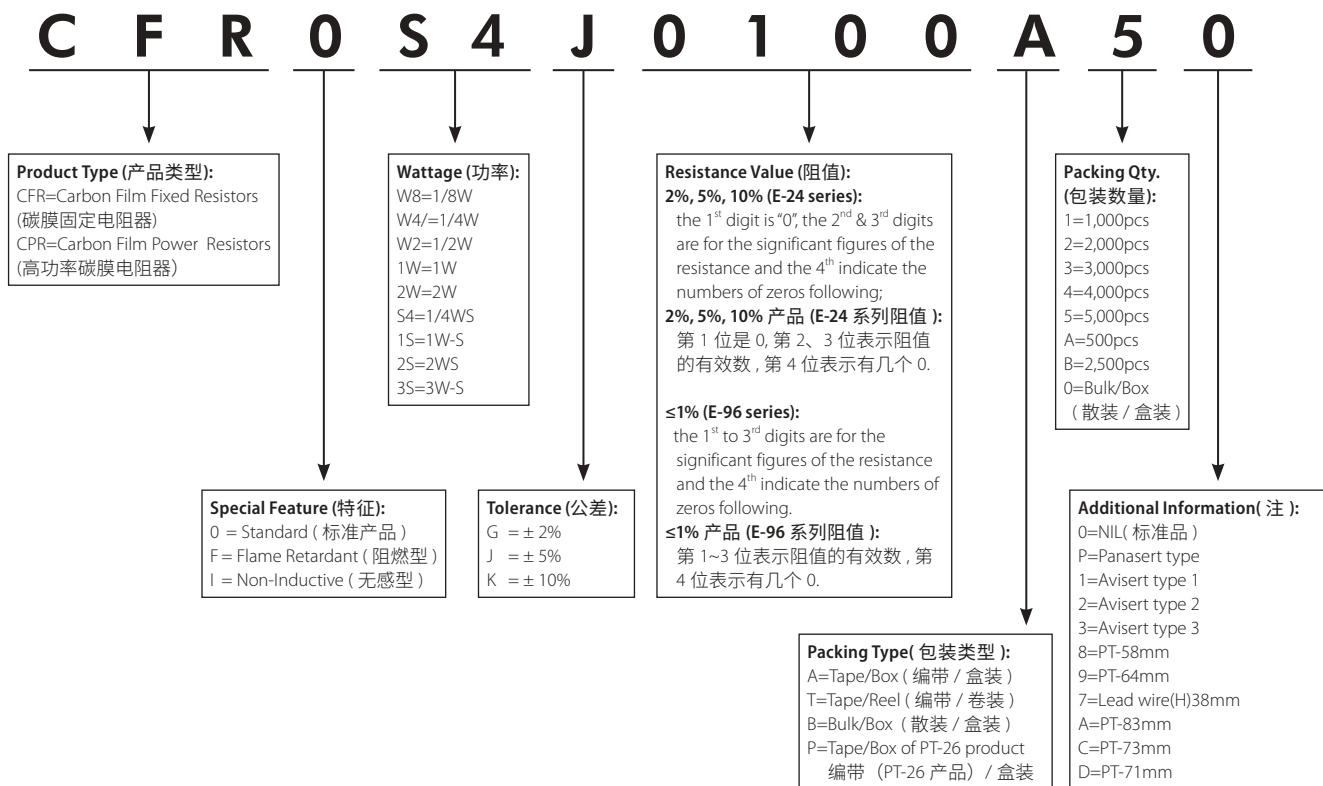 C F R 0 S 4 J 0 1 0 0 A 5 0
Product Type (产品类型):
CFR=Carbon Film Fixed Resistors
(碳膜固定电阻器)
CPR=Carbon Film Power Resistors
(高功率碳膜电阻器）
Wattage (功率):
W8=1/8W
W4/=1/4W
W2=1/2W
1W=1W
2W=2W
S4=1/4WS
1S=1W-S
2S=2WS
3S=3W-S
Resistance Value (阻值):
2%, 5%, 10% (E-24 series):
the 1st digit is “0”, the 2nd & 3rd digits
are for the significant figures of the
resistance and the 4th indicate the
numbers of zeros following;
2%, 5%, 10% 产品 (E-24 系列阻值 ):
第 1 位是 0, 第 2、3 位表示阻值
的有效数 , 第 4 位表示有几个 0.
≤1% (E-96 series):
the 1st to 3rd digits are for the
significant figures of the resistance
and the 4th indicate the numbers of
zeros following.
≤1% 产品 (E-96 系列阻值 ):
第 1~3 位表示阻值的有效数 , 第
4 位表示有几个 0.
Packing Qty.
(包装数量):
1=1,000pcs
2=2,000pcs
3=3,000pcs
4=4,000pcs
5=5,000pcs
A=500pcs
B=2,500pcs
0=Bulk/Box
( 散装 / 盒装 )
Special Feature (特征):
0 = Standard ( 标准产品 )
F = Flame Retardant ( 阻燃型 )
I = Non-Inductive ( 无感型 )
Tolerance (公差):
G = ± 2%
J = ± 5%
K = ± 10%
Packing Type( 包装类型 ):
A=Tape/Box ( 编带 / 盒装 )
T=Tape/Reel ( 编带 / 卷装 )
B=Bulk/Box ( 散装 / 盒装 )
P=Tape/Box of PT-26 product
编带（PT-26 产品）/ 盒装
Additional Information( 注 ):
0=NIL( 标准品 )
P=Panasert type
1=Avisert type 1
2=Avisert type 2
3=Avisert type 3
8=PT-58mm
9=PT-64mm
7=Lead wire(H)38mm
A=PT-83mm
C=PT-73mm
D=PT-71mm